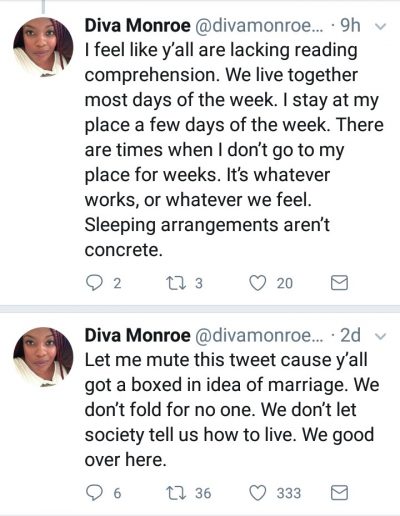 Diva Monroe @divamonroe... · 9h
I feel like y'all are lacking reading
comprehension. We live together
most days of the week. I stay at my
place a few days of the week. There
are times when I don't go to my
place for weeks. It's whatever
works, or whatever we feel.
Sleeping arrangements aren't
concrete.
2 3 20
Diva Monroe @divamonroe... · 2d
Let me mute this tweet cause y'all
got a boxed in idea of marriage. We
don't fold for no one. We don't let
society tell us how to live. We good
over here.
6 36 333